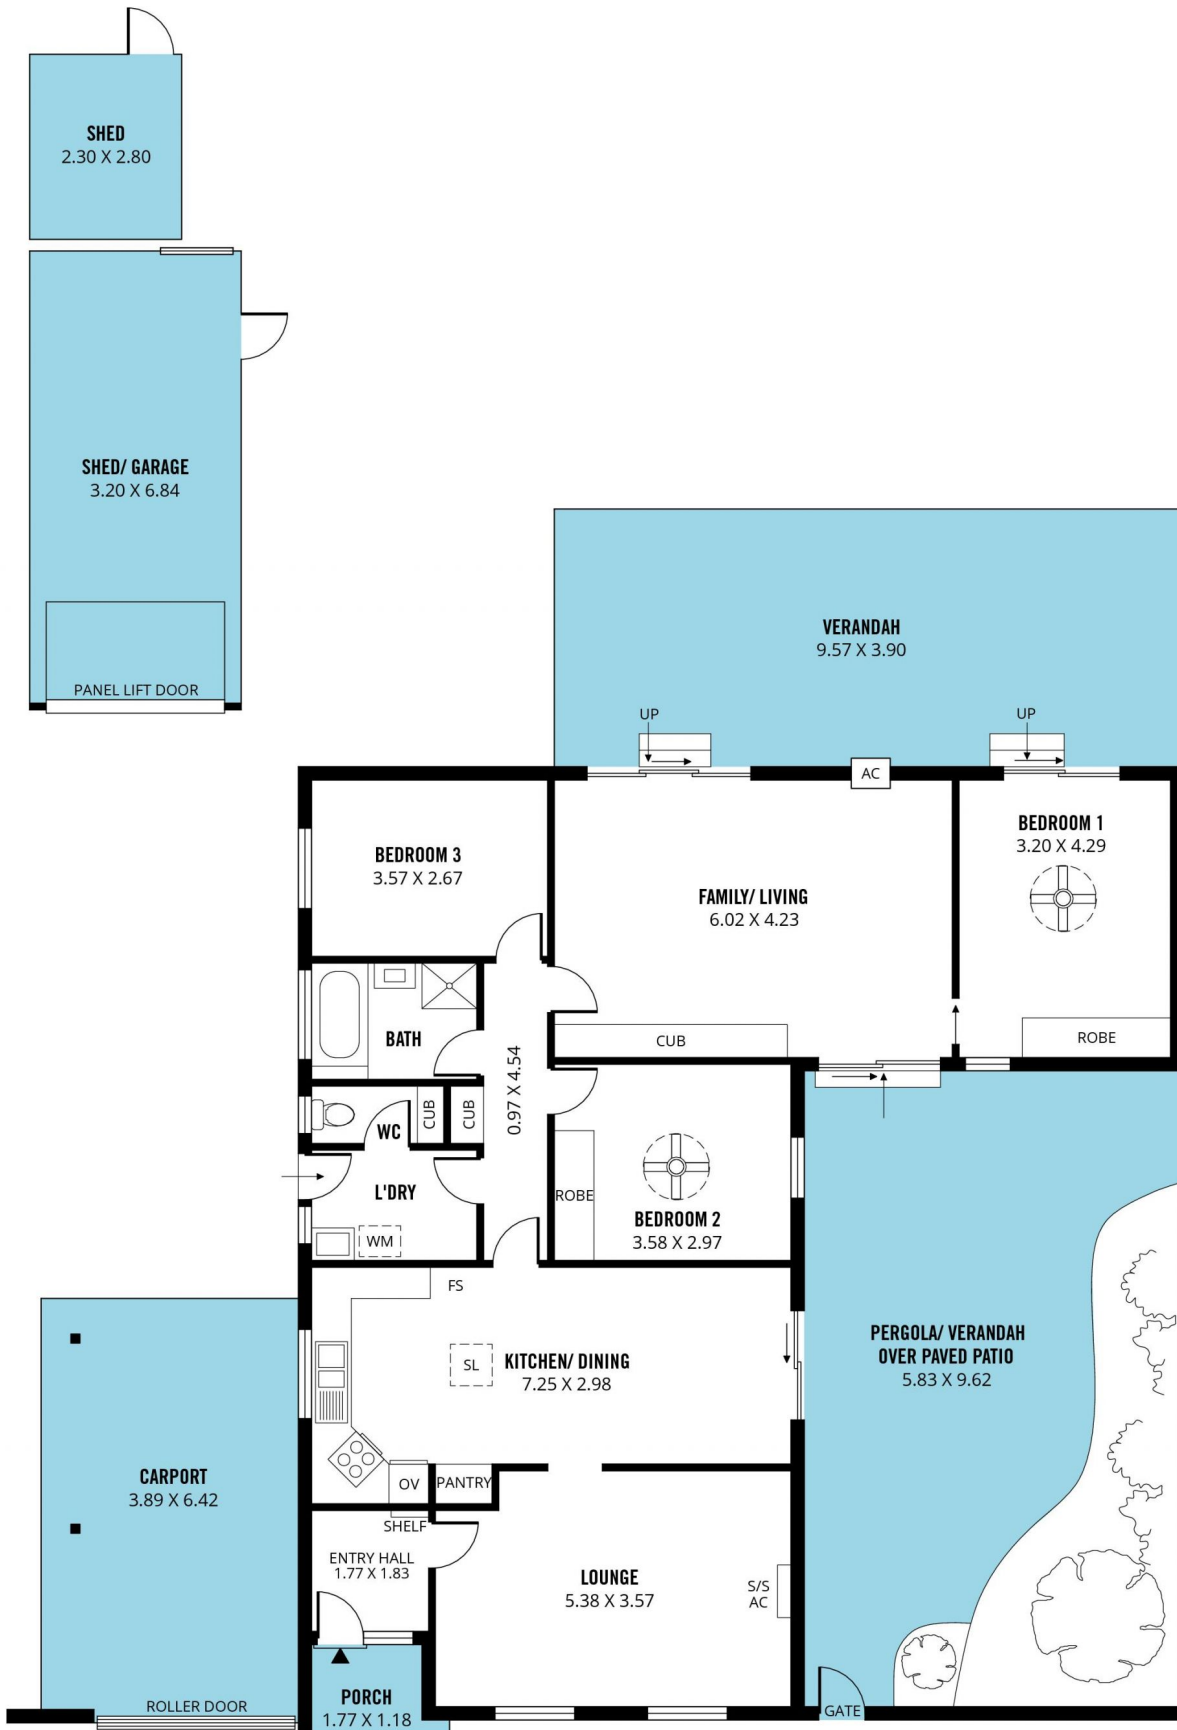 SHED
2.30 X 2.80
SHED/ GARAGE
3.20 X 6.84
PANEL LIFT DOOR
VERANDAH
9.57 X 3.90
UP
UP
AC
BEDROOM 3
3.57 X 2.67
FAMILY/ LIVING
6.02 X 4.23
BEDROOM 1
3.20 X 4.29
BATH
CUB
ROBE
0.97 X 4.54
WC
CUB
CUB
L'DRY
WM
ROBE
BEDROOM 2
3.58 X 2.97
FS
SL
KITCHEN/ DINING
7.25 X 2.98
PERGOLA/ VERANDAH
OVER PAVED PATIO
5.83 X 9.62
CARPORT
3.89 X 6.42
OV
PANTRY
SHELF
ENTRY HALL
1.77 X 1.83
LOUNGE
5.38 X 3.57
S/S
AC
ROLLER DOOR
PORCH
1.77 X 1.18
GATE